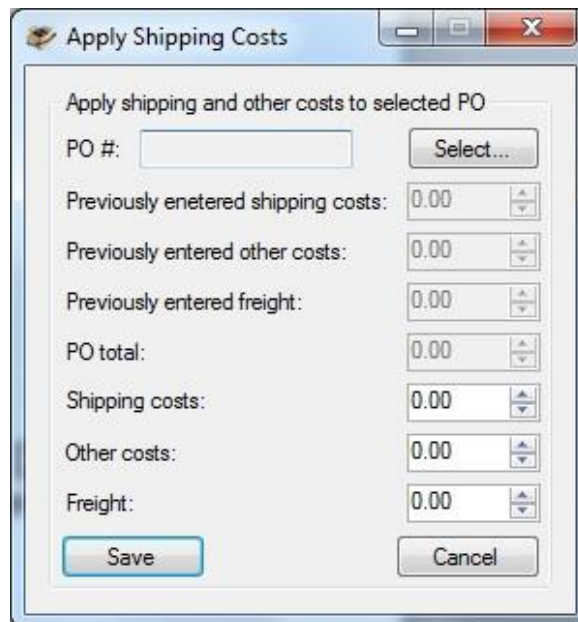 Apply Shipping Costs
Apply shipping and other costs to selected PO
PO #: Select...
Previously enetered shipping costs: 0.00
Previously entered other costs: 0.00
Previously entered freight: 0.00
PO total: 0.00
Shipping costs: 0.00
Other costs: 0.00
Freight: 0.00
Save Cancel